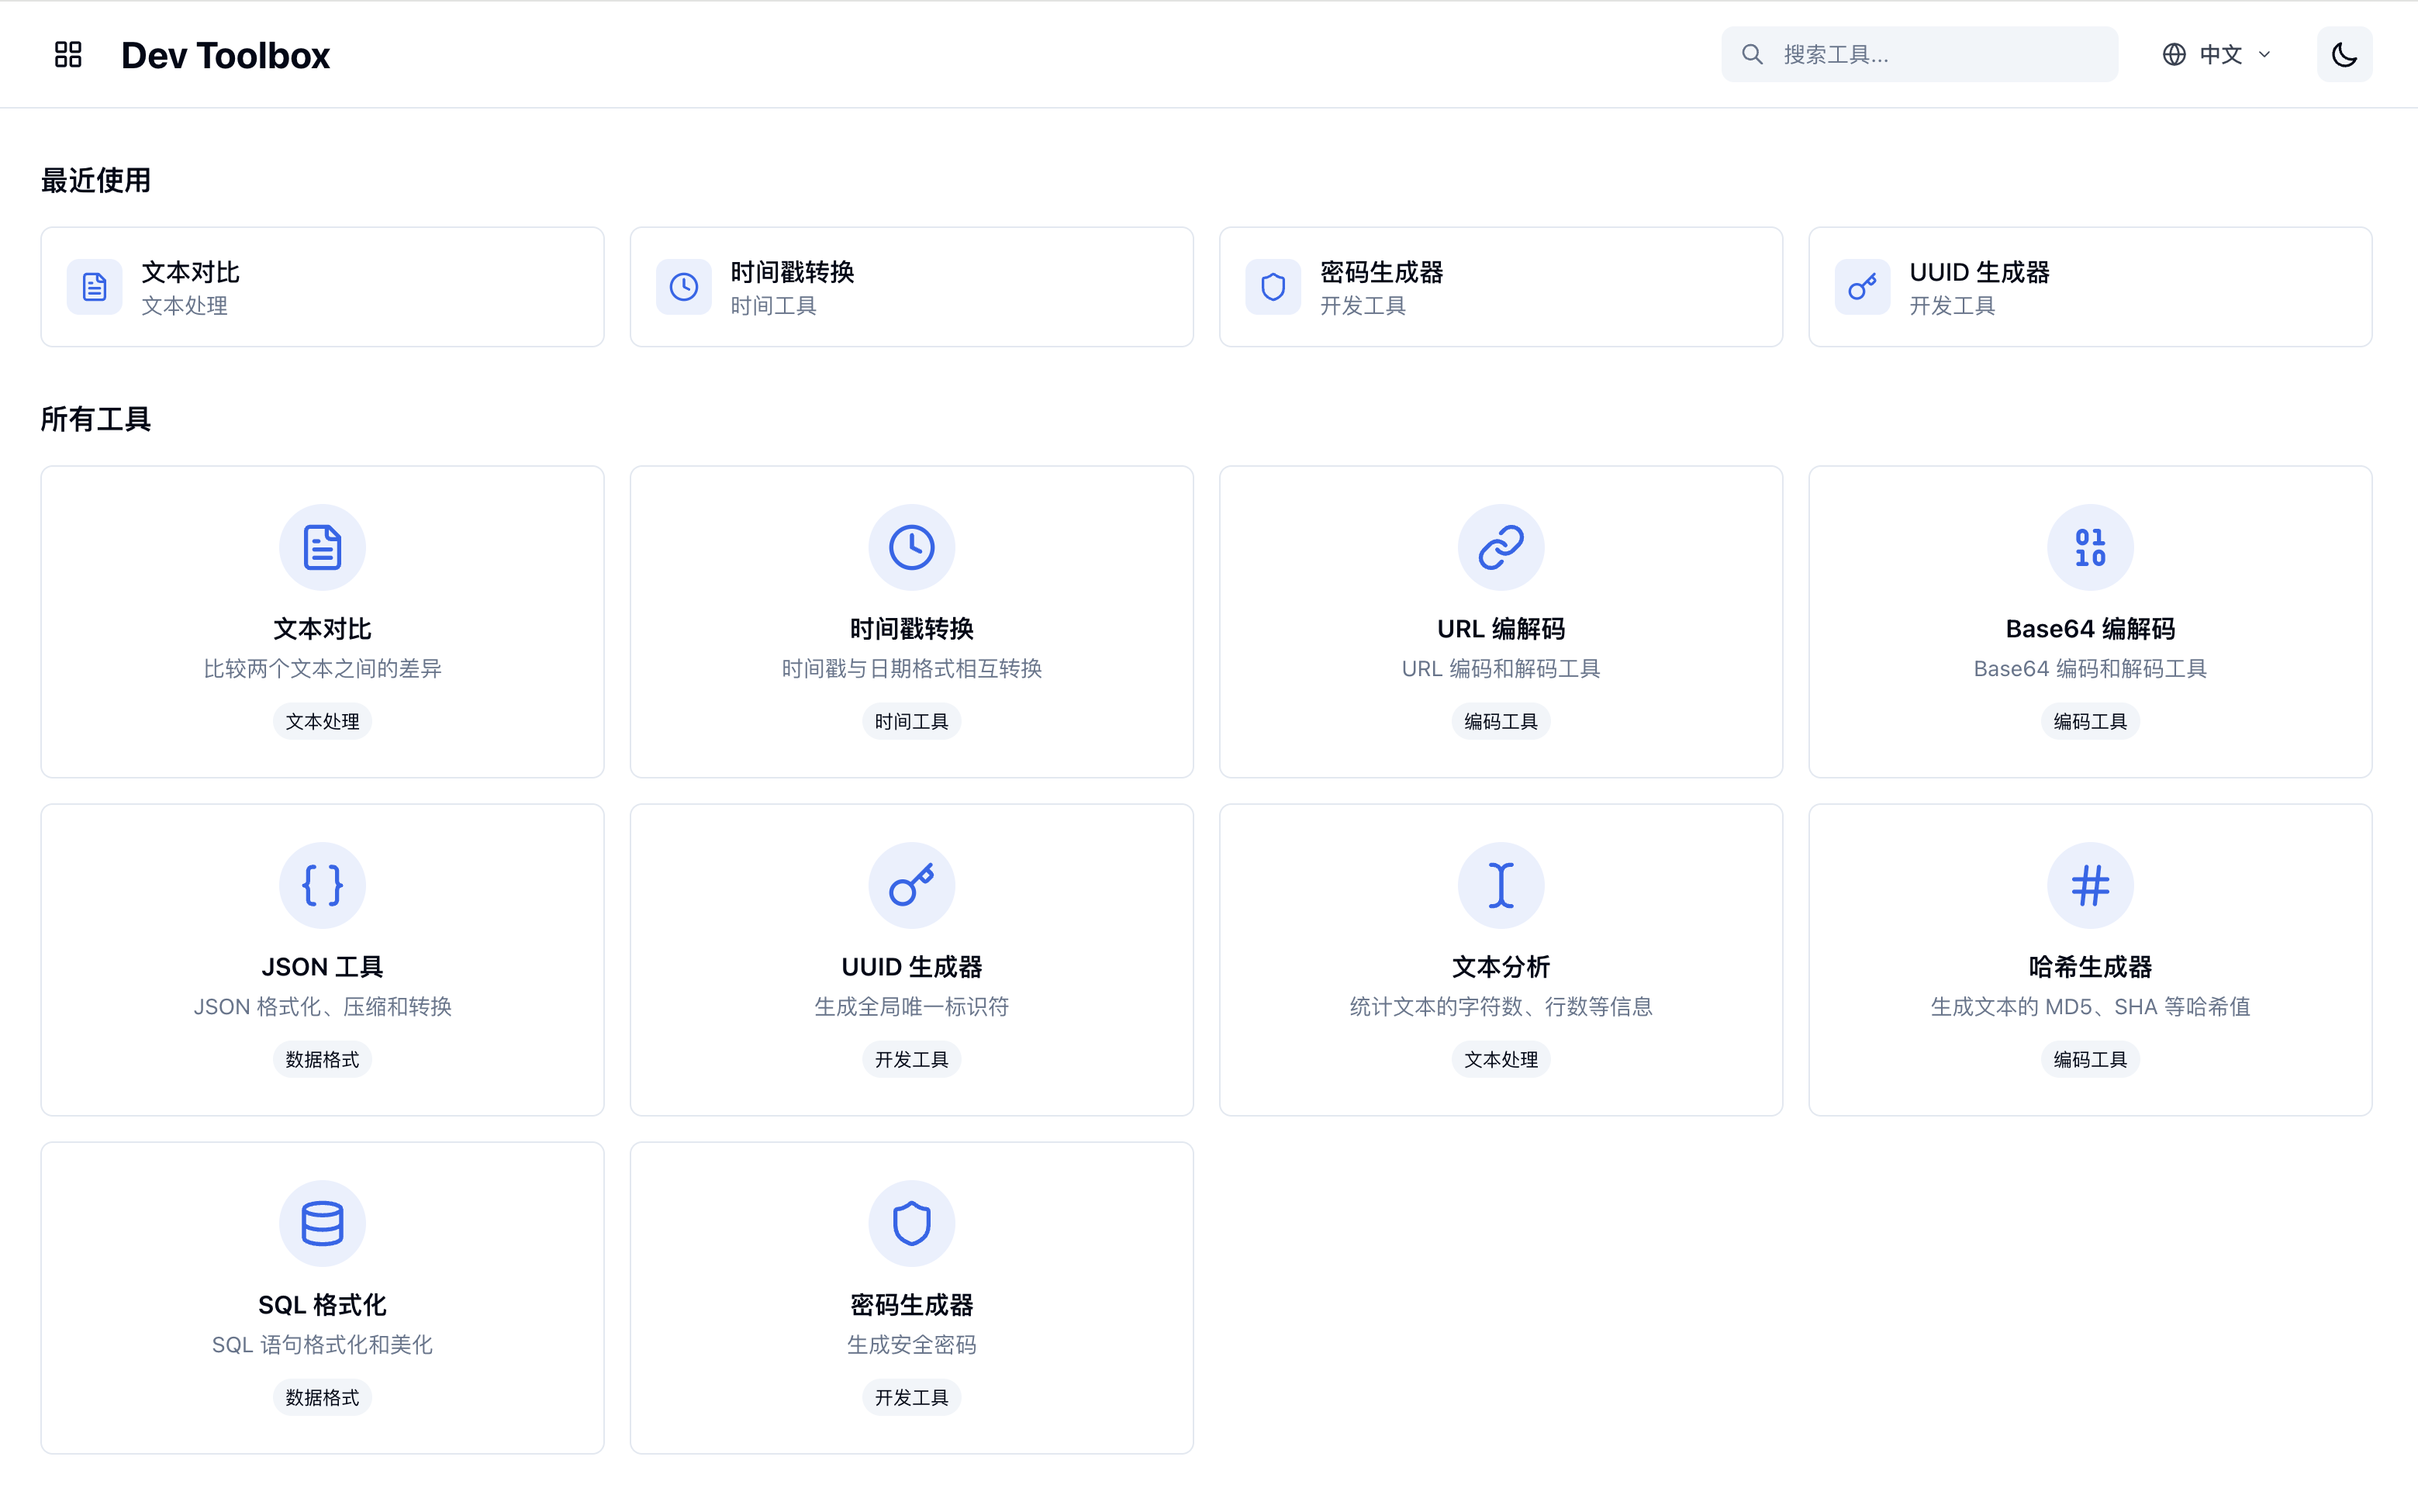 Dev Toolbox
搜索工具...
中文
最近使用
文本对比
文本处理
时间戳转换
时间工具
密码生成器
开发工具
UUID 生成器
开发工具
所有工具
文本对比
比较两个文本之间的差异
文本处理
时间戳转换
时间戳与日期格式相互转换
时间工具
URL 编解码
URL 编码和解码工具
编码工具
0110
Base64 编解码
Base64 编码和解码工具
编码工具
JSON 工具
JSON 格式化、压缩和转换
数据格式
UUID 生成器
生成全局唯一标识符
开发工具
文本分析
统计文本的字符数、行数等信息
文本处理
哈希生成器
生成文本的 MD5、SHA 等哈希值
编码工具
SQL 格式化
SQL 语句格式化和美化
数据格式
密码生成器
生成安全密码
开发工具